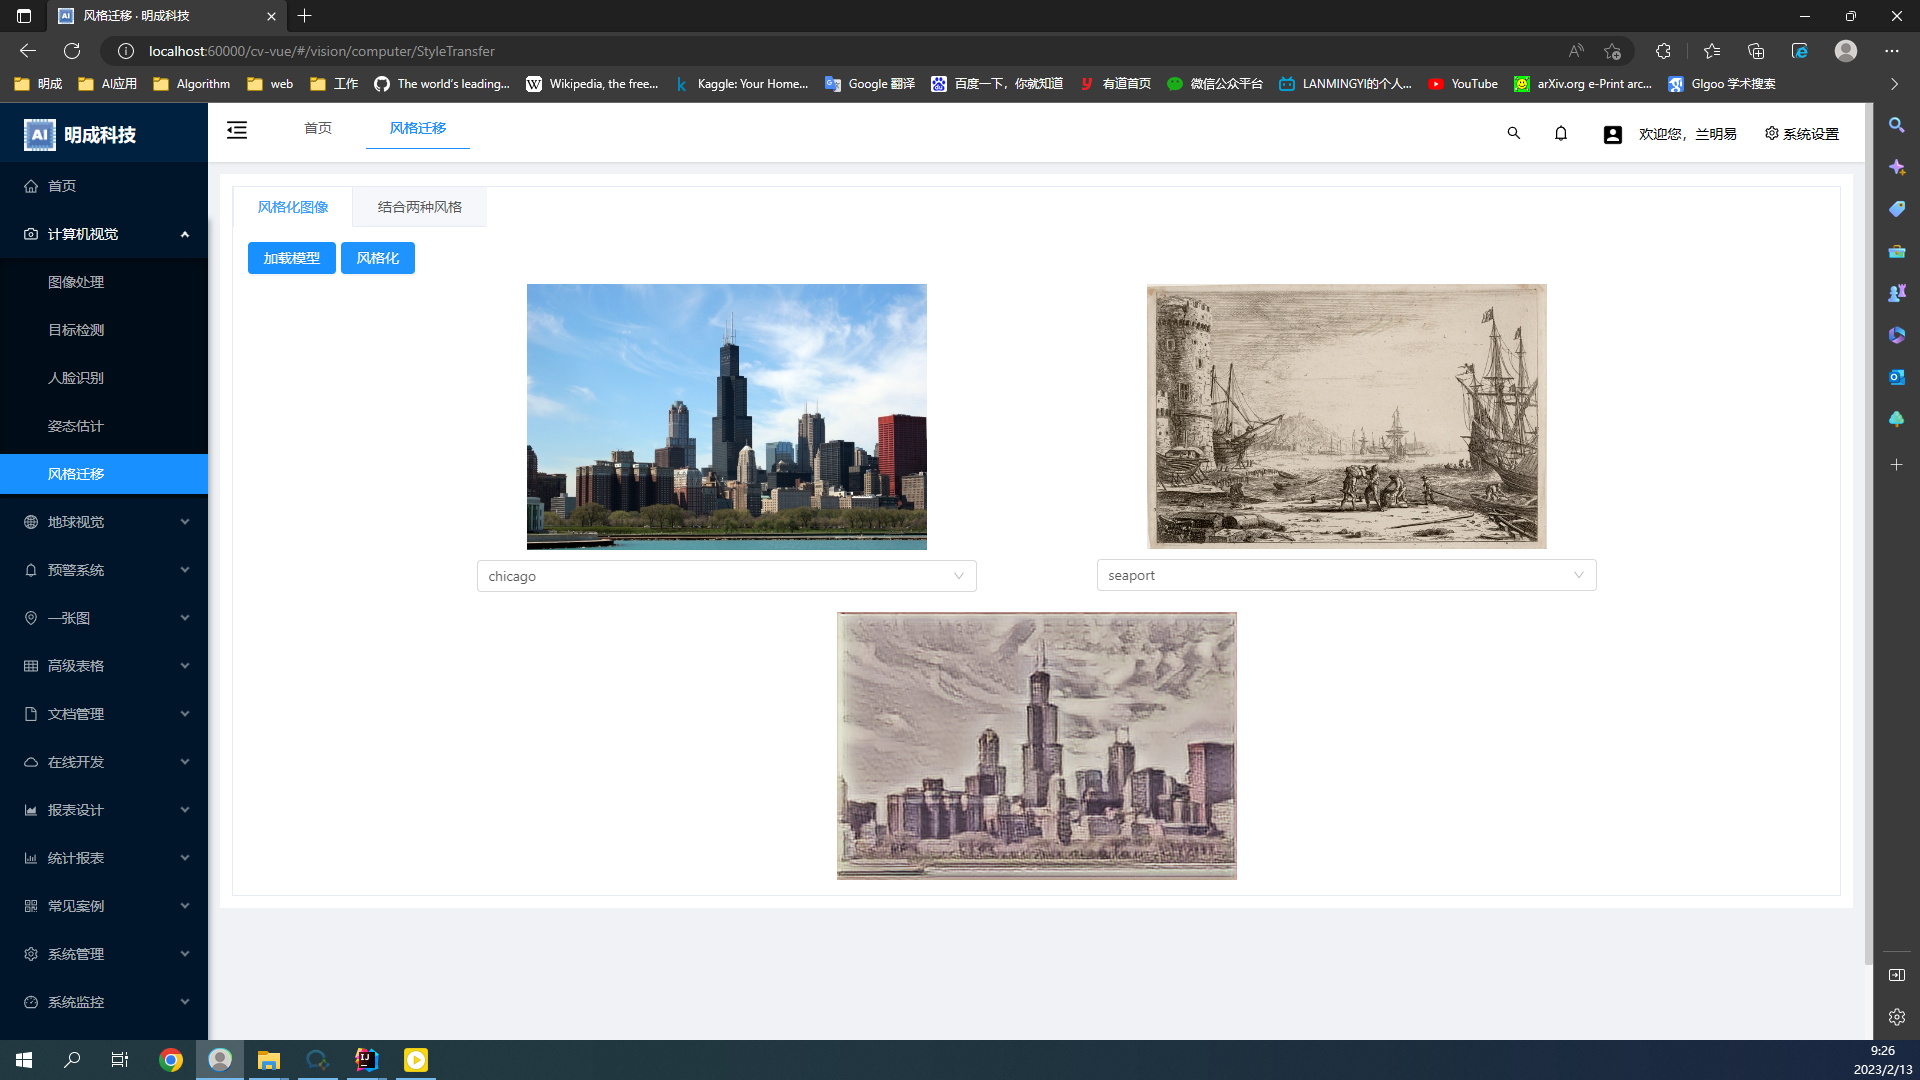 风格迁移 · 明成科技
localhost:60000/cv-vue/#/vision/computer/StyleTransfer
明成 AI应用 Algorithm web 工作 The world's leading... Wikipedia, the free... Kaggle: Your Home... Google 翻译 百度一下，你就知道 有道首页 微信公众平台 LANMINGYI的个人... YouTube arXiv.org e-Print arc... Glgoo 学术搜索
AI 明成科技
首页 风格迁移
欢迎您，兰明易 系统设置
首页
计算机视觉
图像处理
目标检测
人脸识别
姿态估计
风格迁移
地球视觉
预警系统
一张图
高级表格
文档管理
在线开发
报表设计
统计报表
常见案例
系统管理
系统监控
风格化图像 结合两种风格
加载模型 风格化
chicago seaport
9:26
2023/2/13